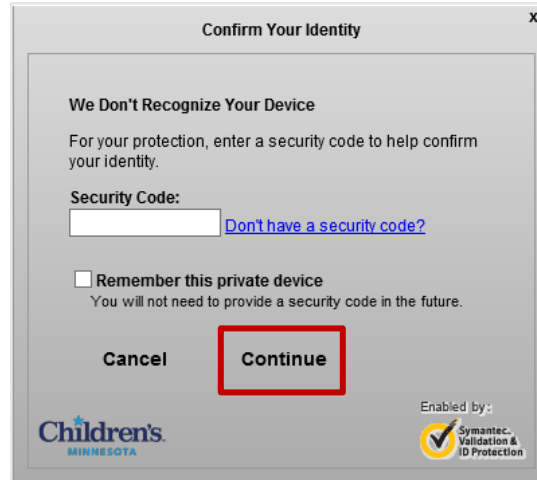 Confirm Your Identity
x
We Don't Recognize Your Device
For your protection, enter a security code to help confirm
your identity.
Security Code:
Don't have a security code?
Remember this private device
You will not need to provide a security code in the future.
Cancel Continue
Enabled by:
Children's.
MINNESOTA
Symantec.
Validation &
ID Protection